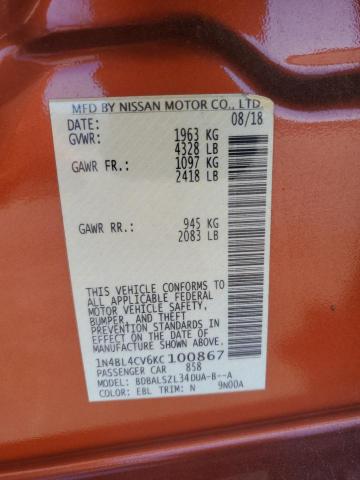 MFD BY NISSAN MOTOR CO., LTD.
DATE: 08/18
GVWR: 1963 KG
4328 LB
GAWR FR.: 1097 KG
2418 LB
GAWR RR.: 945 KG
2083 LB
THIS VEHICLE CONFORMS TO
ALL APPLICABLE FEDERAL
MOTOR VEHICLE SAFETY,
BUMPER, AND THEFT
PREVENTION STANDARDS IN
EFFECT ON THE DATE OF
MANUFACTURE SHOWN ABOVE.
1N4BL4CV6KC100867
PASSENGER CAR 858
MODEL: BDBALSZL34DUA-B--A
COLOR: EBL TRIM: N 9N00A